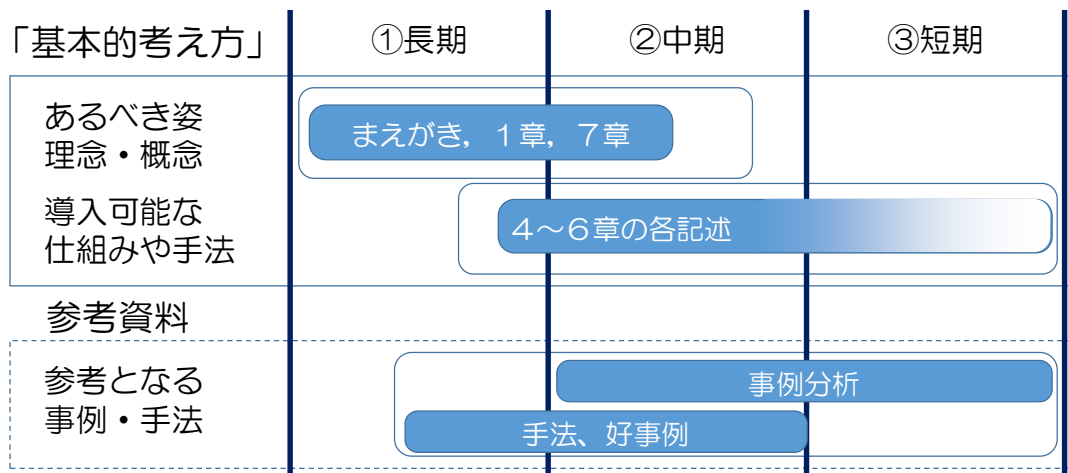 「基本的考え方」 ①長期 ②中期 ③短期
あるべき姿
理念・概念
まえがき，１章，７章
導入可能な
仕組みや手法
４～６章の各記述
参考資料
参考となる
事例・手法
事例分析
手法、好事例